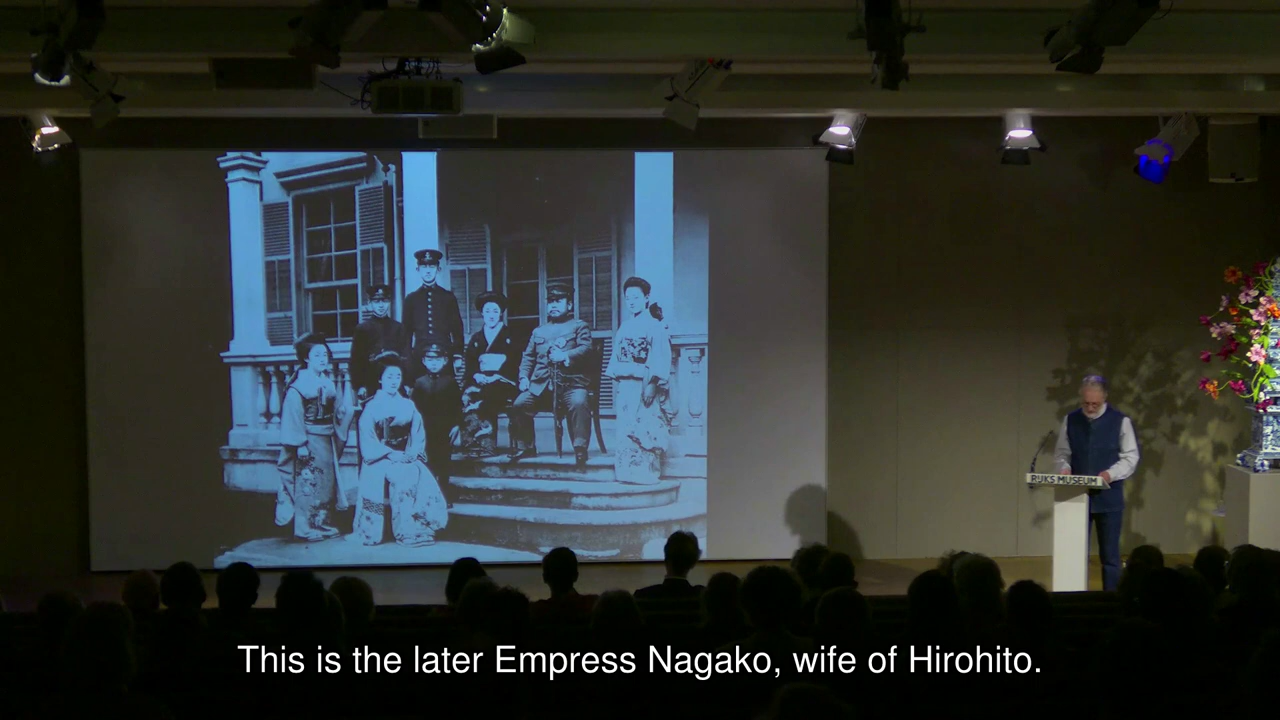 RIJKS MUSEUM
This is the later Empress Nagako, wife of Hirohito.